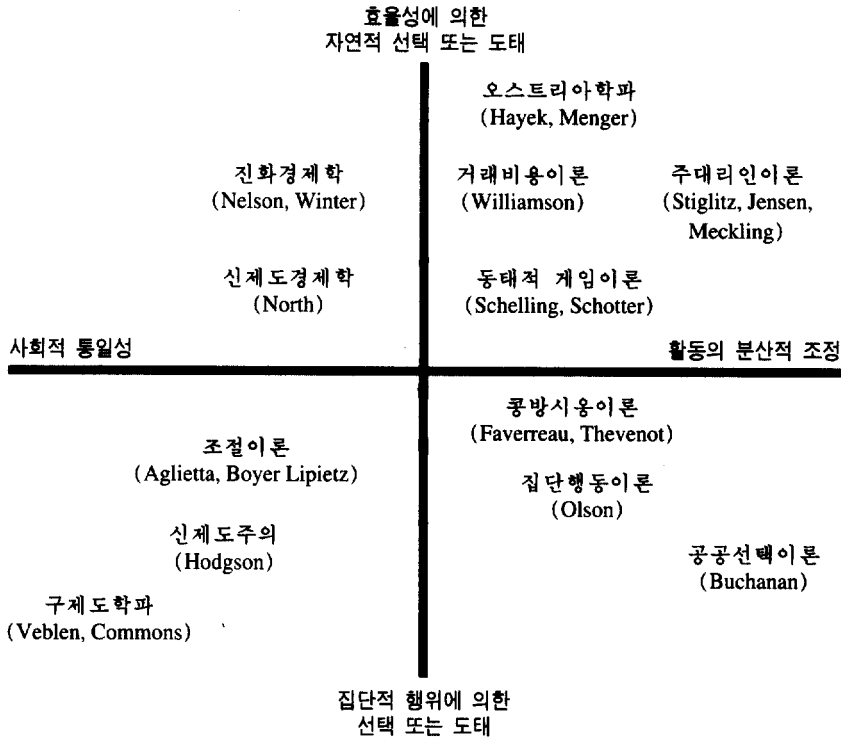 효율성에 의한
자연적 선택 또는 도태
오스트리아학파
(Hayek, Menger)
진화경제학
(Nelson, Winter)
거래비용이론
(Williamson)
주대리인이론
(Stiglitz, Jensen,
Meckling)
신제도경제학
(North)
동태적 게임이론
(Schelling, Schotter)
사회적 통일성
활동의 분산적 조정
콩방시옹이론
(Faverreau, Thevenot)
조절이론
(Aglietta, Boyer Lipietz)
집단행동이론
(Olson)
신제도주의
(Hodgson)
공공선택이론
(Buchanan)
구제도학파
(Veblen, Commons)
집단적 행위에 의한
선택 또는 도태